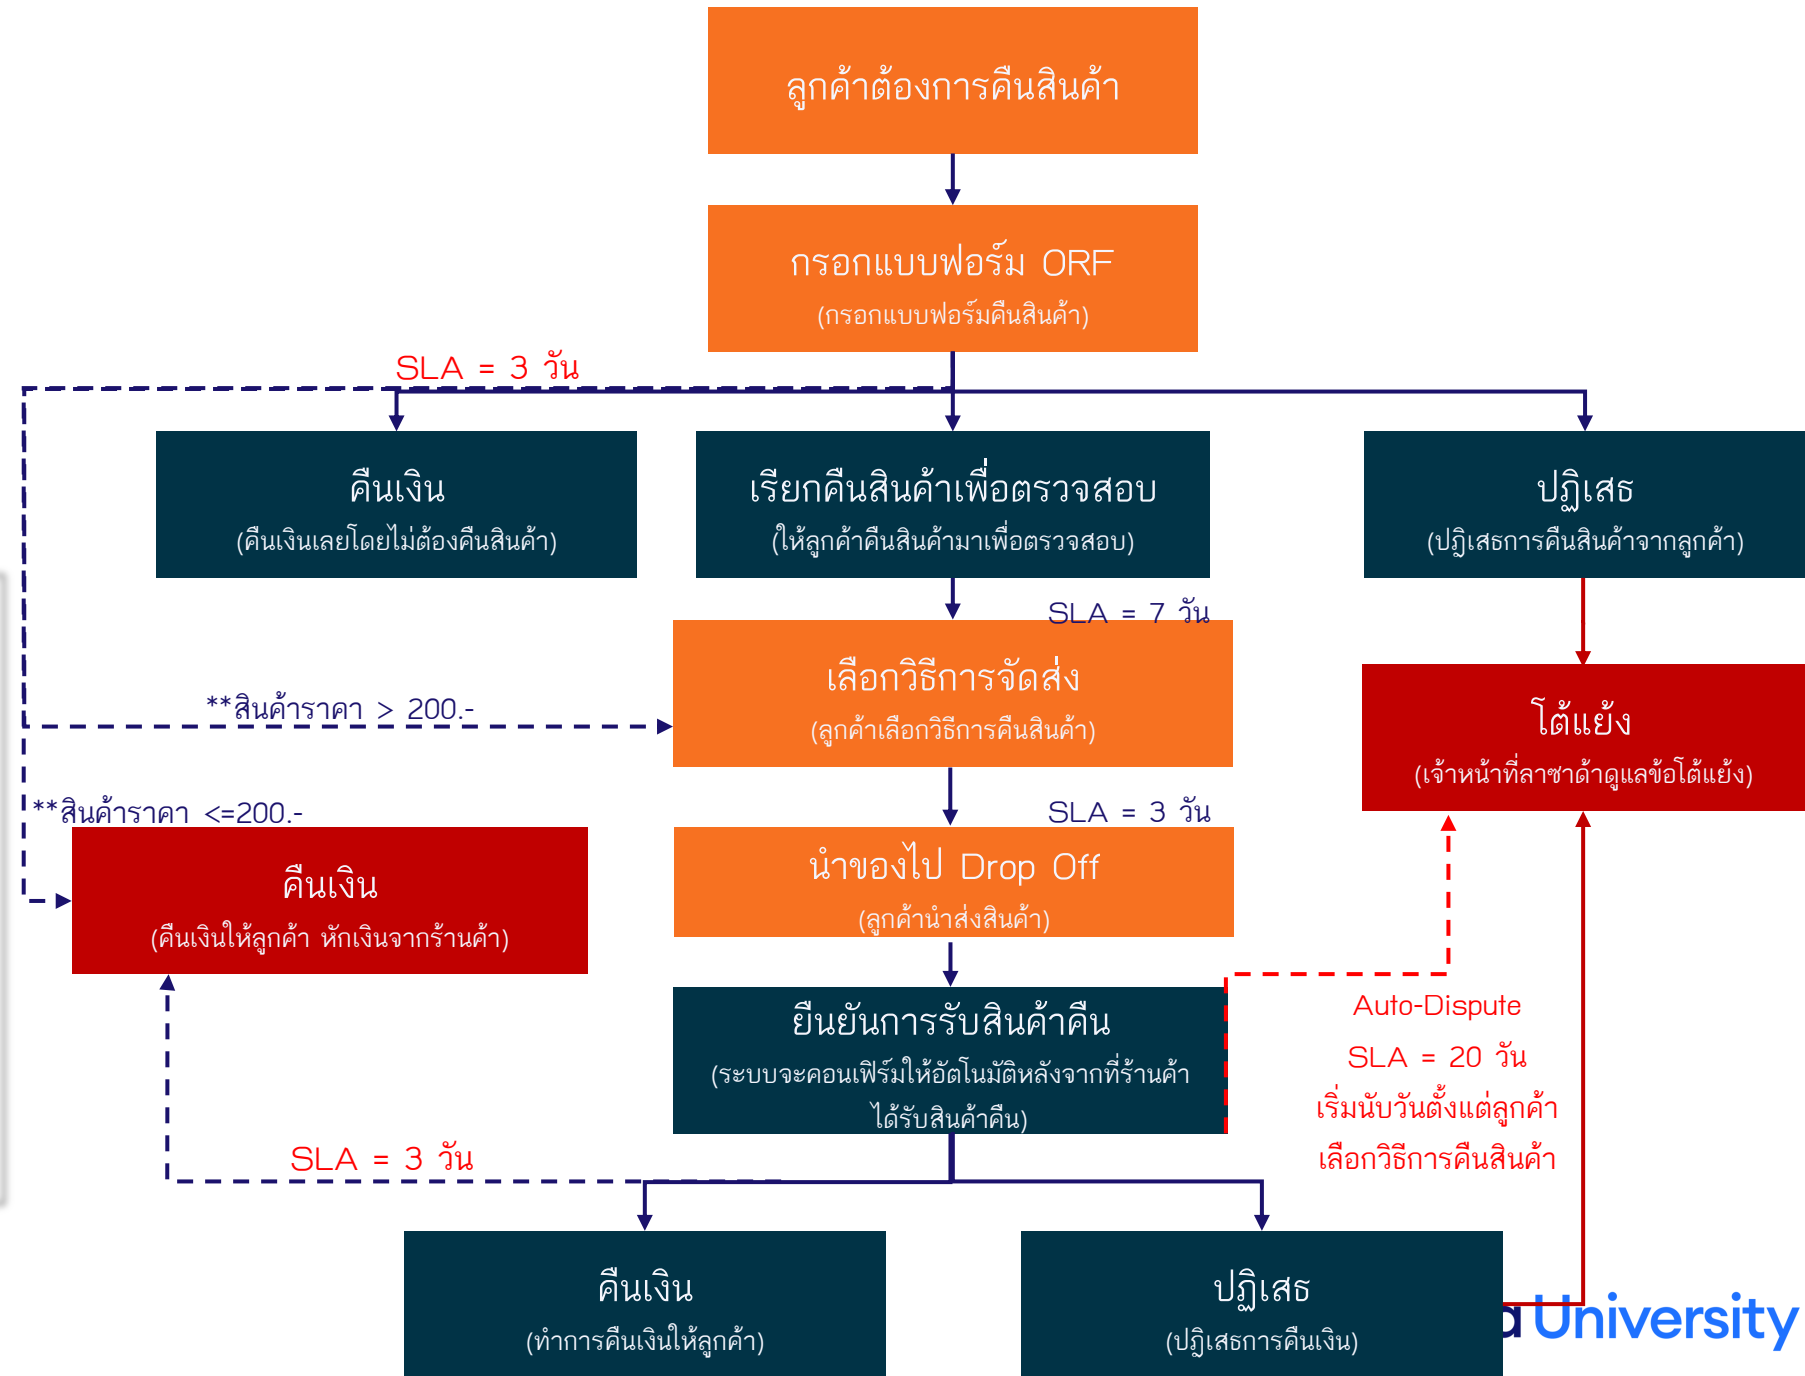 ลูกค้าต้องการคืนสินค้า
กรอกแบบฟอร์ม ORF
(กรอกแบบฟอร์มคืนสินค้า)
SLA = 3 วัน
คืนเงิน
(คืนเงินเลยโดยไม่ต้องคืนสินค้า)
เรียกคืนสินค้าเพื่อตรวจสอบ
(ให้ลูกค้าคืนสินค้ามาเพื่อตรวจสอบ)
ปฏิเสธ
(ปฎิเสธการคืนสินค้าจากลูกค้า)
SLA = 7 วัน
เลือกวิธีการจัดส่ง
(ลูกค้าเลือกวิธีการคืนสินค้า)
**สินค้าราคา > 200.-
โต้แย้ง
(เจ้าหน้าที่ลาซาด้าดูแลข้อโต้แย้ง)
**สินค้าราคา <=200.-
SLA = 3 วัน
คืนเงิน
(คืนเงินให้ลูกค้า หักเงินจากร้านค้า)
นำของไป Drop Off
(ลูกค้านำส่งสินค้า)
ยืนยันการรับสินค้าคืน
(ระบบจะคอนเฟิร์มให้อัตโนมัติหลังจากที่ร้านค้า
ได้รับสินค้าคืน)
Auto-Dispute
SLA = 20 วัน
เริ่มนับวันตั้งแต่ลูกค้า
เลือกวิธีการคืนสินค้า
SLA = 3 วัน
คืนเงิน
(ทำการคืนเงินให้ลูกค้า)
ปฏิเสธ
(ปฎิเสธการคืนเงิน)
University